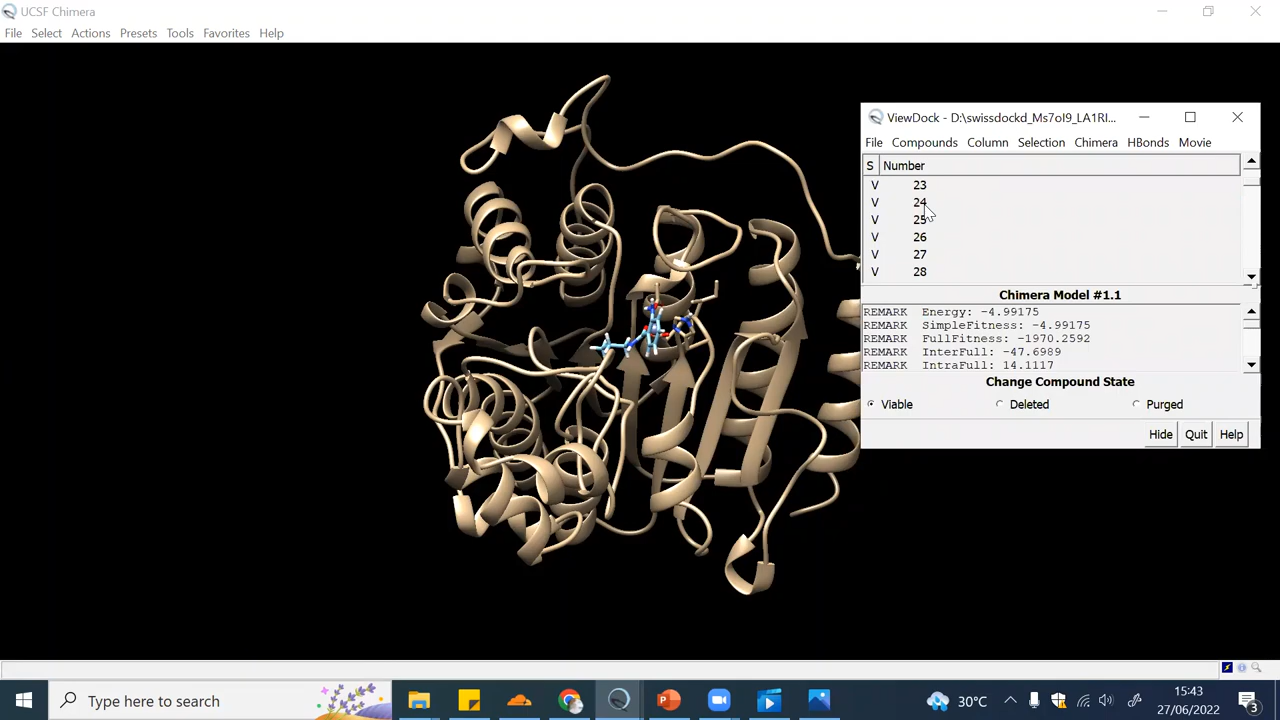 UCSF Chimera
File Select Actions Presets Tools Favorites Help
ViewDock - D:\swissdockd_Ms7oI9_LA1RI...
File Compounds Column Selection Chimera HBonds Movie
S Number
V 23
V 24
V 25
V 26
V 27
V 28
Chimera Model #1.1
REMARK Energy: -4.99175
REMARK SimpleFitness: -4.99175
REMARK FullFitness: -1970.2592
REMARK InterFull: -47.6989
REMARK IntraFull: 14.1117
Change Compound State
Viable Deleted Purged
Hide Quit Help
Type here to search
30°C
15:43
27/06/2022
3